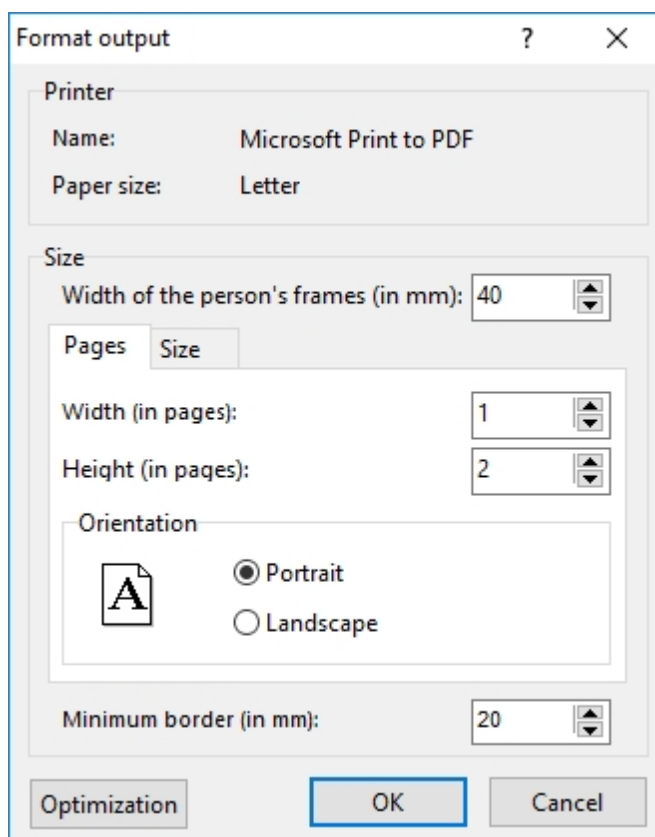 Format output ?
Printer
Name: Microsoft Print to PDF
Paper size: Letter
Size
Width of the person's frames (in mm): 40
Pages Size
Width (in pages): 1
Height (in pages): 2
Orientation
A Portrait
Landscape
Minimum border (in mm): 20
Optimization OK Cancel